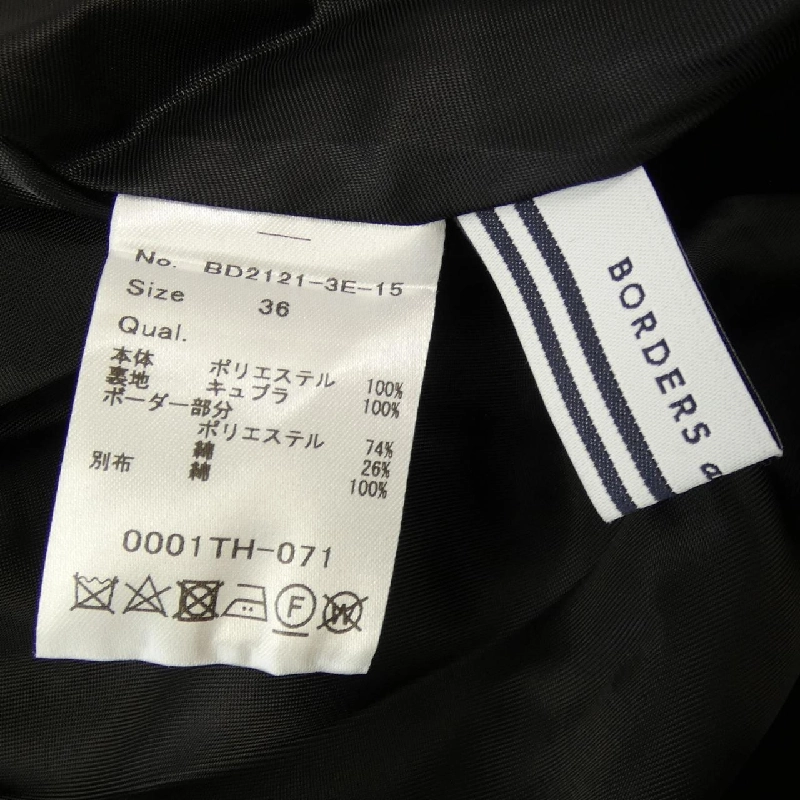 No. BD2121-3E-15
Size 36
Qual.
本体 ポリエステル 100%
裏地 キュプラ 100%
ボーダー部分
ポリエステル 74%
綿 26%
別布 綿 100%
0001TH-071
F
W
BORDERS